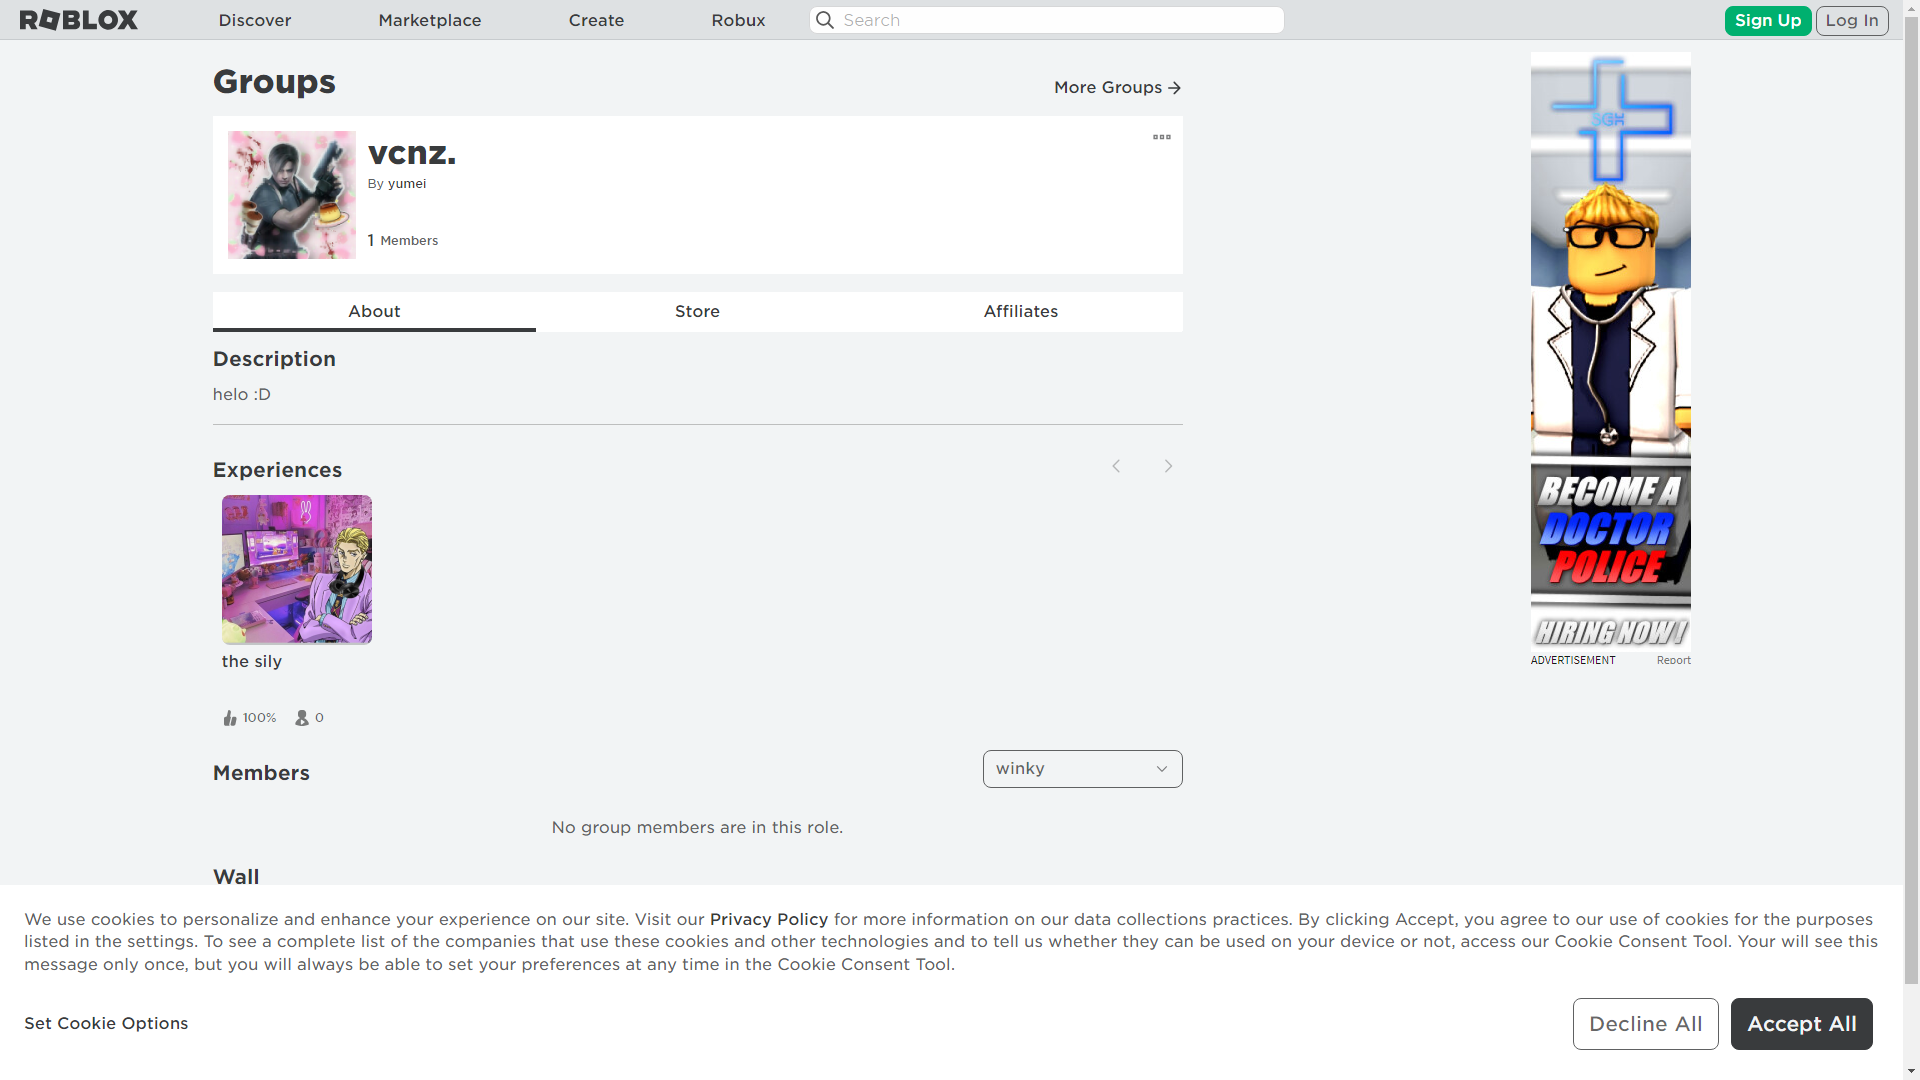 ROBLOX
Discover
Marketplace
Create
Robux
Search
Sign Up
Log In
Groups
More Groups
vcnz.
By yumei
1 Members
About
Store
Affiliates
Description
helo :D
Experiences
the sily
100%
0
Members
winky
No group members are in this role.
Wall
SGH
BECOME A
DOCTOR
POLICE
HIRING NOW!
ADVERTISEMENT
Report
We use cookies to personalize and enhance your experience on our site. Visit our Privacy Policy for more information on our data collections practices. By clicking Accept, you agree to our use of cookies for the purposes
listed in the settings. To see a complete list of the companies that use these cookies and other technologies and to tell us whether they can be used on your device or not, access our Cookie Consent Tool. Your will see this
message only once, but you will always be able to set your preferences at any time in the Cookie Consent Tool.
Set Cookie Options
Decline All
Accept All